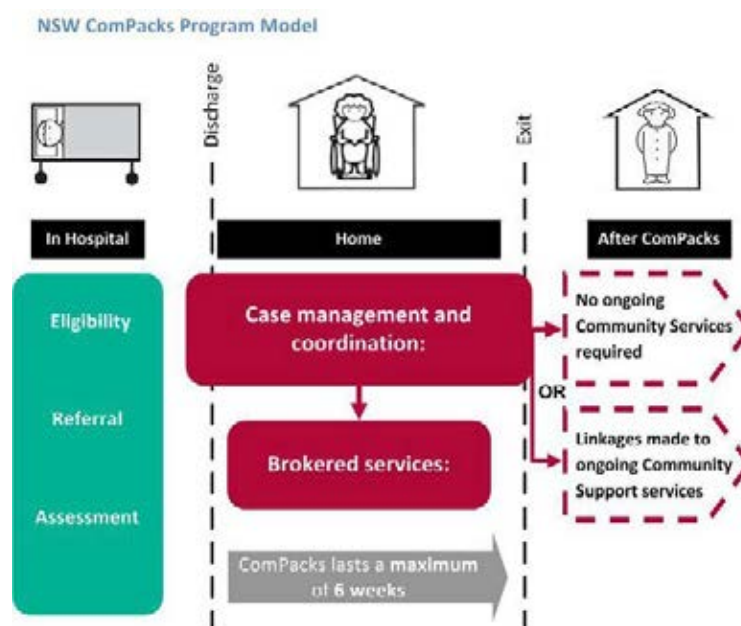 NSW ComPacks Program Model
Discharge
Exit
In Hospital
Home
After ComPacks
Eligibility
Referral
Assessment
Case management and
coordination:
Brokered services:
ComPacks lasts a maximum
of 6 weeks
No ongoing
Community Services
required
OR
Linkages made to
ongoing Community
Support services